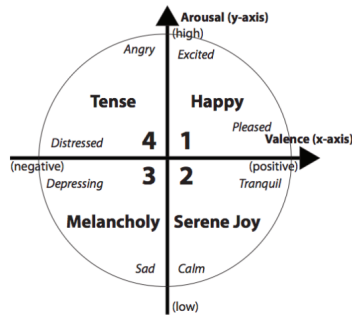 Arousal (y-axis)
(high)
Angry
Excited
Tense
Happy
Pleased
Distressed
4
1
Valence (x-axis)
(negative)
(positive)
Depressing
3
2
Tranquil
Melancholy
Serene Joy
Sad
Calm
(low)